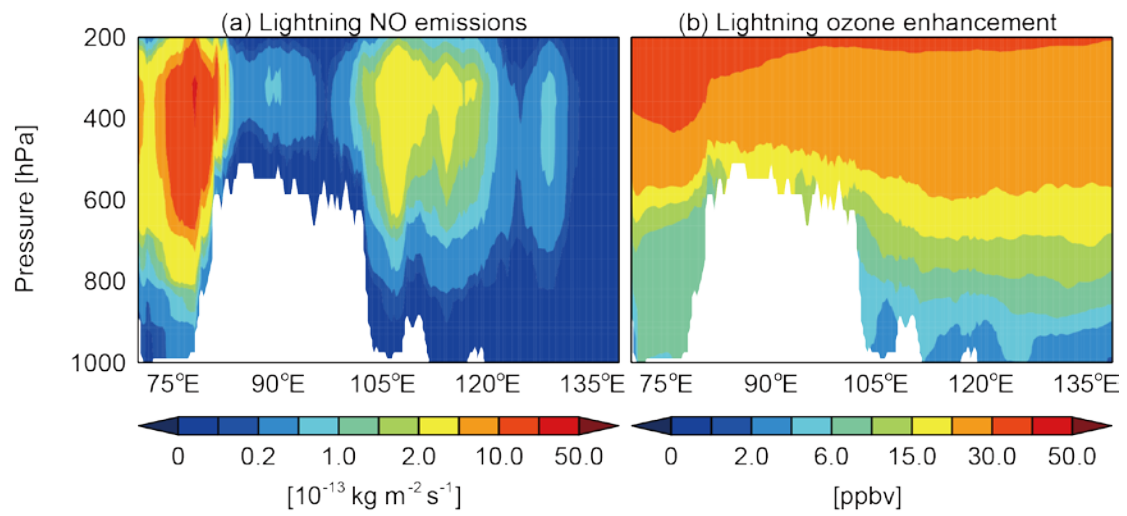 (a) Lightning NO emissions
(b) Lightning ozone enhancement
Pressure [hPa]
200
400
600
800
1000
75°E 90°E 105°E 120°E 135°E
75°E 90°E 105°E 120°E 135°E
0 0.2 1.0 2.0 10.0 50.0
0 2.0 6.0 15.0 30.0 50.0
[10⁻¹³ kg m⁻² s⁻¹]
[ppbv]